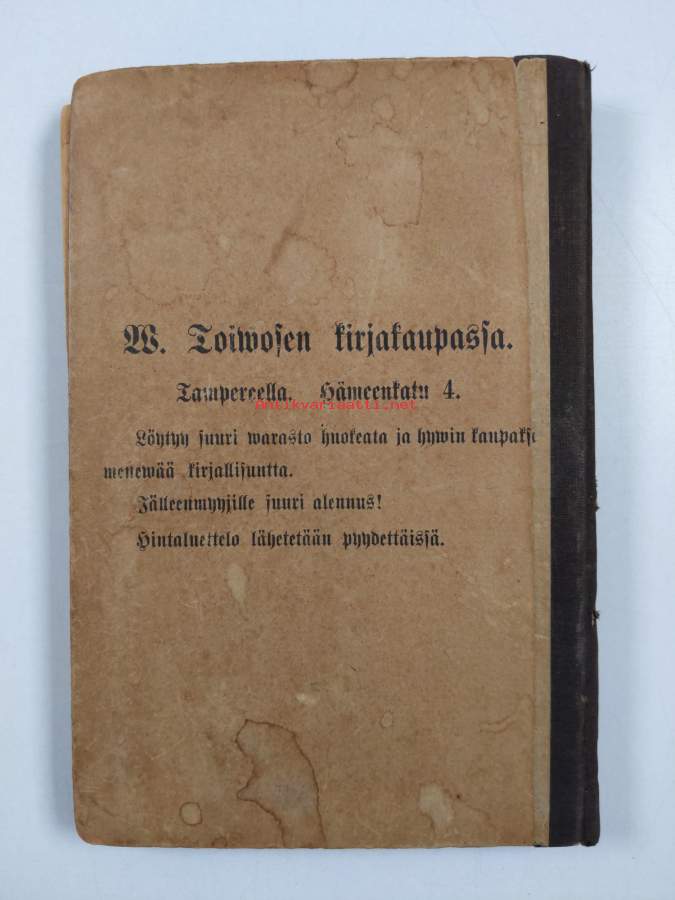 W. Toiwosen kirjakaupassa.
Tampereella. Hämeenkatu 4.
Antikvariaatti.net
Löytyy suuri warasto huokeata ja hywin kaupaksi
menewää kirjallisuutta.
Jälleenmyyjille suuri alennus!
Hintaluettelo lähetetään pyydettäissä.